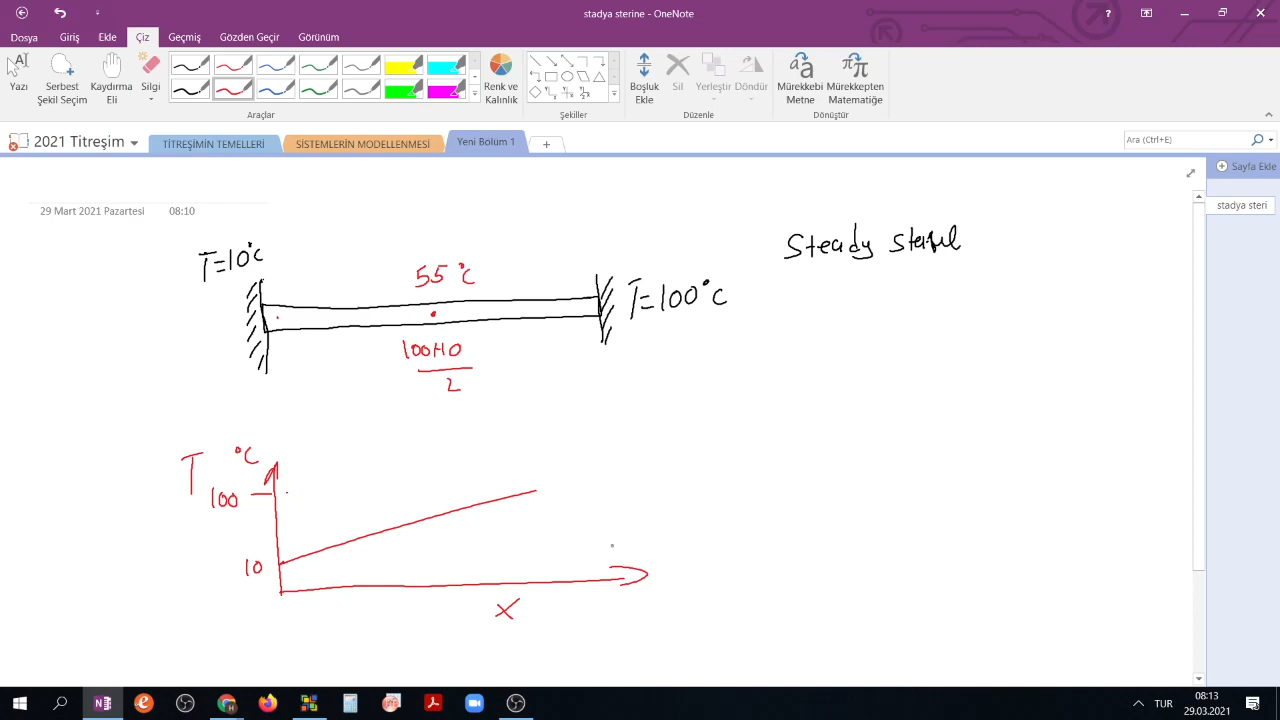 stadya sterine - OneNote
Dosya Giriş Ekle Çiz Geçmiş Gözden Geçir Görünüm
Yazı
Serbest Şekil Seçim
Kaydırma Eli
Silgi
Renk ve Kalınlık
Boşluk Ekle
Sil
Yerleştir
Döndür
Mürekkebi Metne
Mürekkepten Matematiğe
Araçlar Şekiller Düzenle Dönüştür
2021 Titreşim TİTREŞİMİN TEMELLERİ SİSTEMLERİN MODELLENMESİ Yeni Bölüm 1
Ara (Ctrl+E)
Sayfa Ekle
stadya steri
29 Mart 2021 Pazartesi 08:10
Steady
T=10°C
55°C
T=100°C
100+10
2
T °C
100
10
X
TUR
08:13
29.03.2021